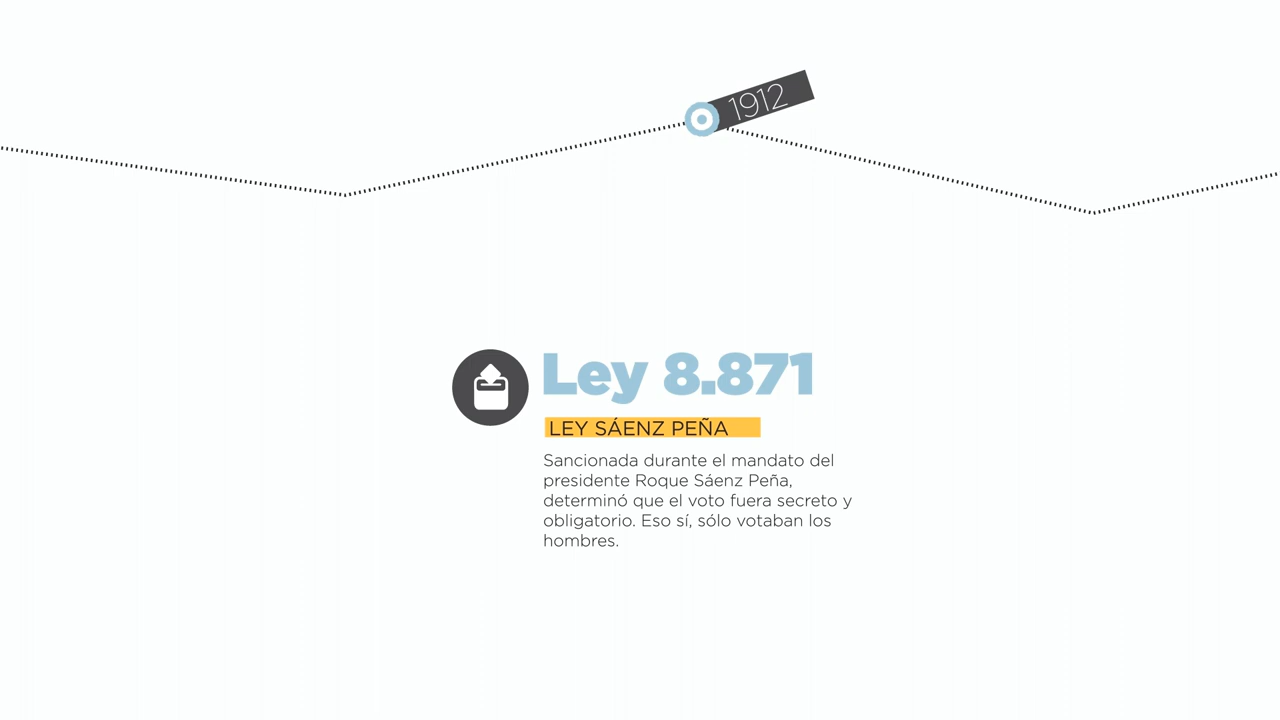 1912
Ley 8.871
LEY SÁENZ PEÑA
Sancionada durante el mandato del
presidente Roque Sáenz Peña,
determinó que el voto fuera secreto y
obligatorio. Eso sí, sólo votaban los
hombres.